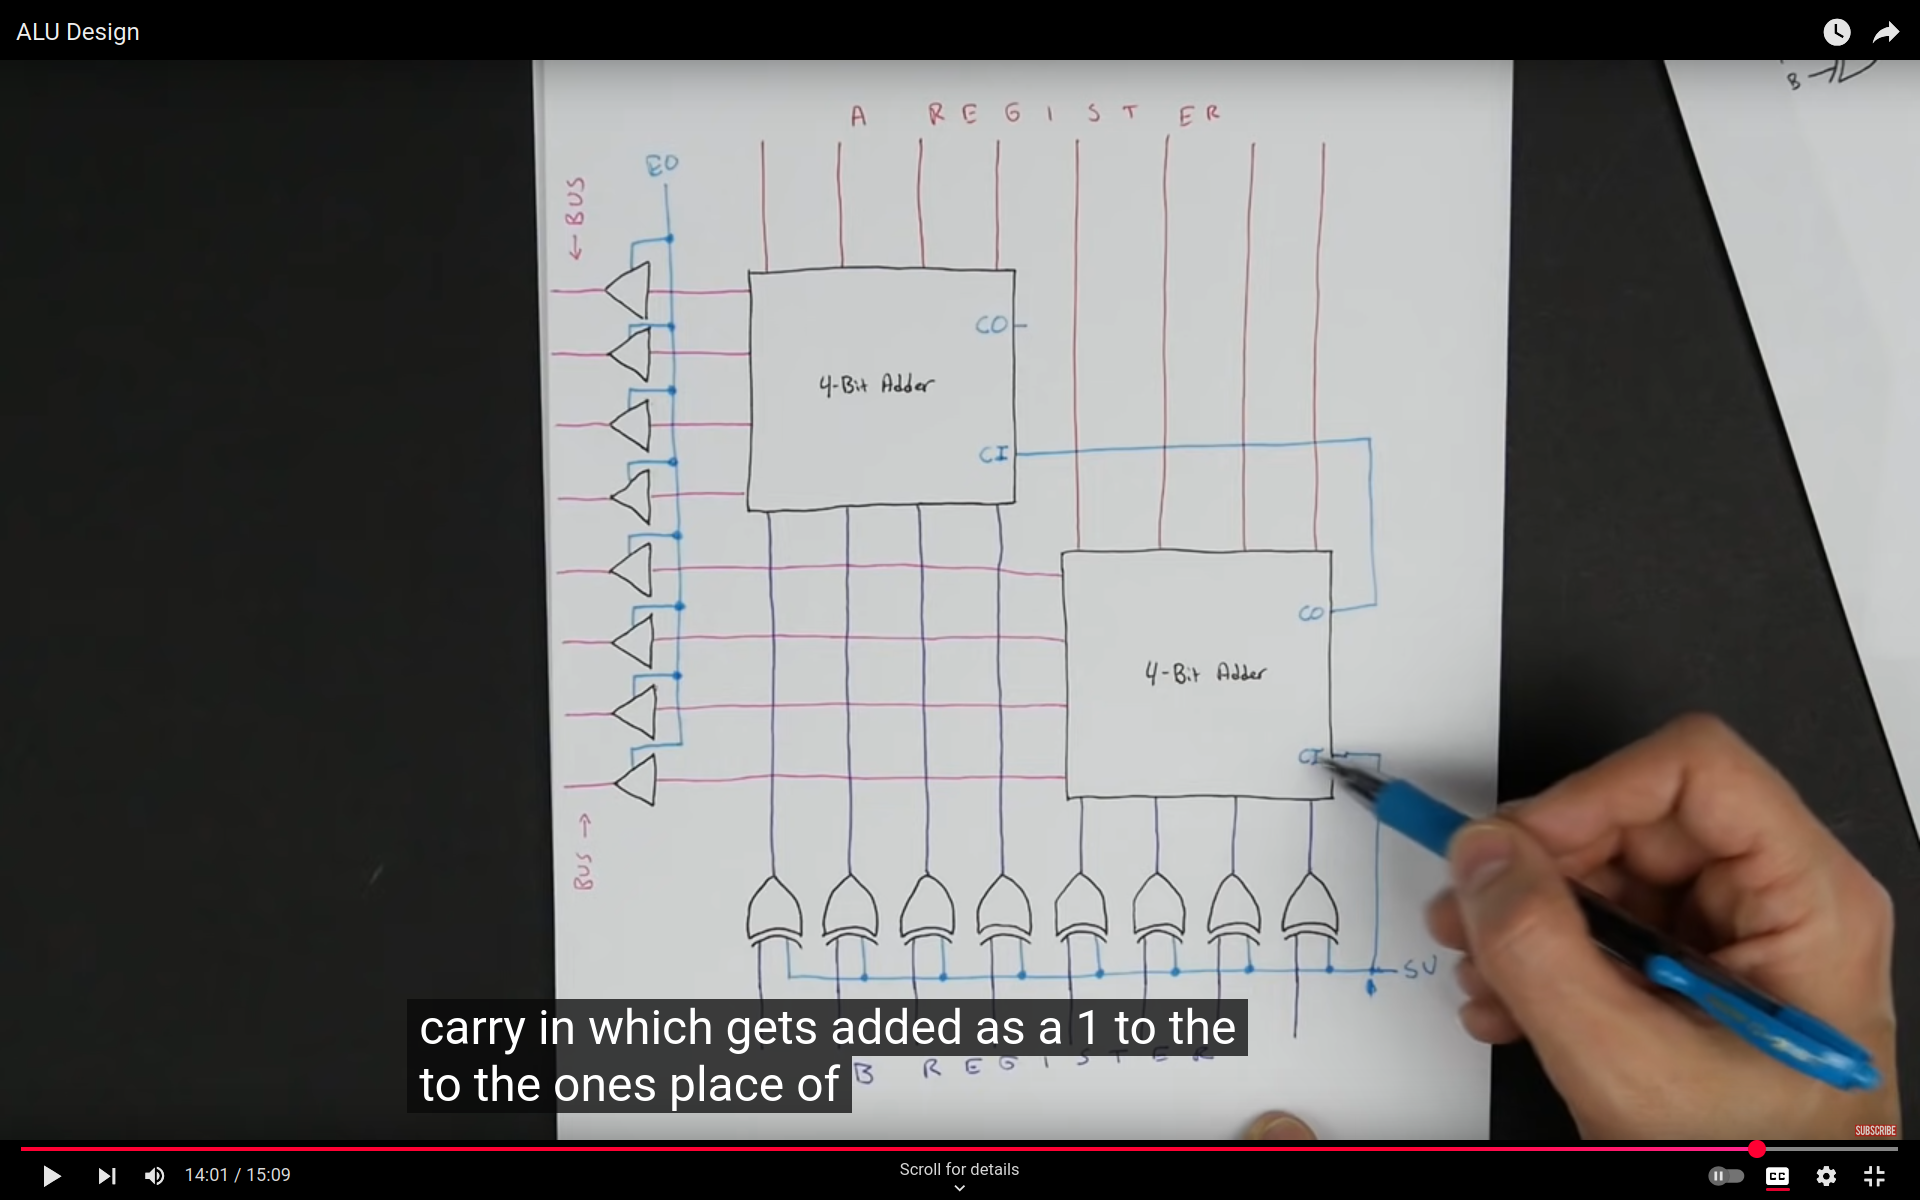 ALU Design
A REGISTER
EO
← BUS
CO
4-Bit Adder
CI
CO
4-Bit Adder
CI
BUS →
SU
carry in which gets added as a 1 to the
to the ones place of
B REGISTER
SUBSCRIBE
14:01 / 15:09
Scroll for details
CC
B